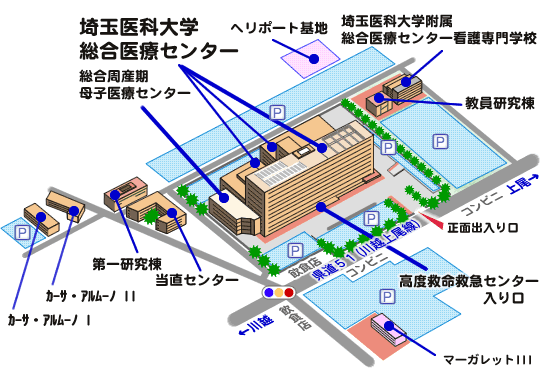 埼玉医科大学
総合医療センター
総合周産期
母子医療センター
ヘリポート基地
埼玉医科大学附属
総合医療センター看護専門学校
教員研究棟
P
P
P
P
P
P
P
コンビニ
上尾→
正面出入り口
県道51(川越上尾線)
飲食店
コンビニ
第一研究棟
当直センター
カーサ・アルムーノ II
カーサ・アルムーノ I
高度救命救急センター
入り口
←川越
飲食店
マーガレットIII